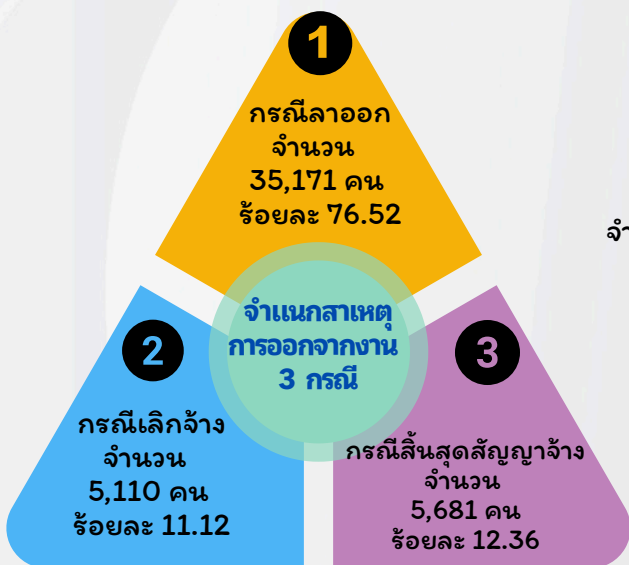 1
กรณีลาออก
จำนวน
35,171 คน
ร้อยละ 76.52
จำแนกสาเหตุ
การออกจากงาน
3 กรณี
2
กรณีเลิกจ้าง
จำนวน
5,110 คน
ร้อยละ 11.12
3
กรณีสิ้นสุดสัญญาจ้าง
จำนวน
5,681 คน
ร้อยละ 12.36